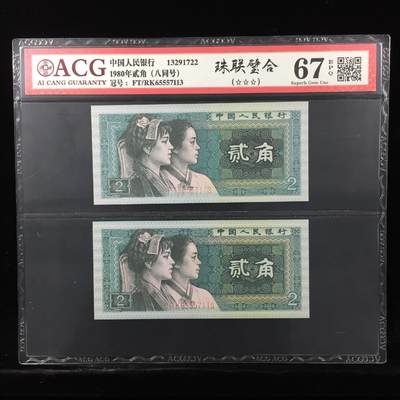 ACG
AI CANG GUARANTY
中国人民银行 13291722
1980年贰角 (八同号)
冠号: FT/RK65557113
珠联璧合
(☆☆☆)
67 EPQ
Superb Gem Unc
中国人民银行
贰角
2 2
中国人民银行
贰角
RK65557113
2 2